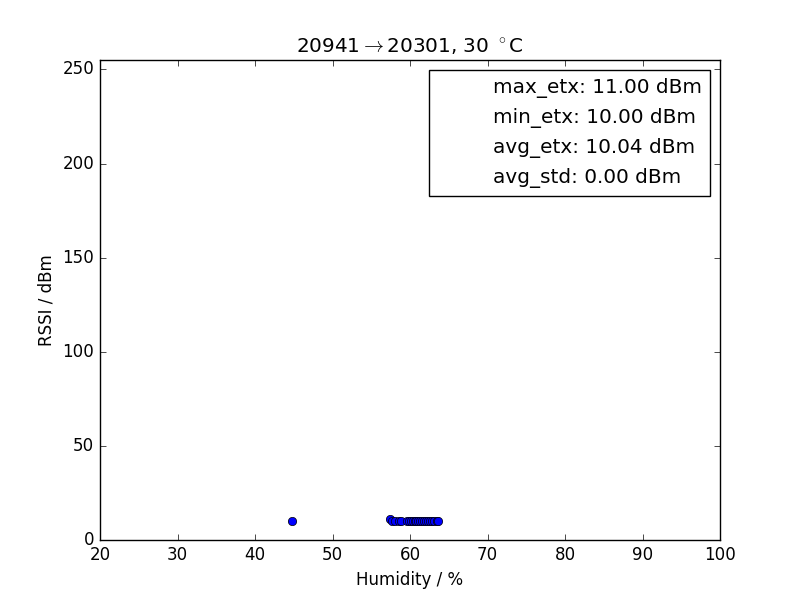 20941→20301, 30 °C
max_etx: 11.00 dBm
min_etx: 10.00 dBm
avg_etx: 10.04 dBm
avg_std: 0.00 dBm
RSSI / dBm
250
200
150
100
50
0
20 30 40 50 60 70 80 90 100
Humidity / %